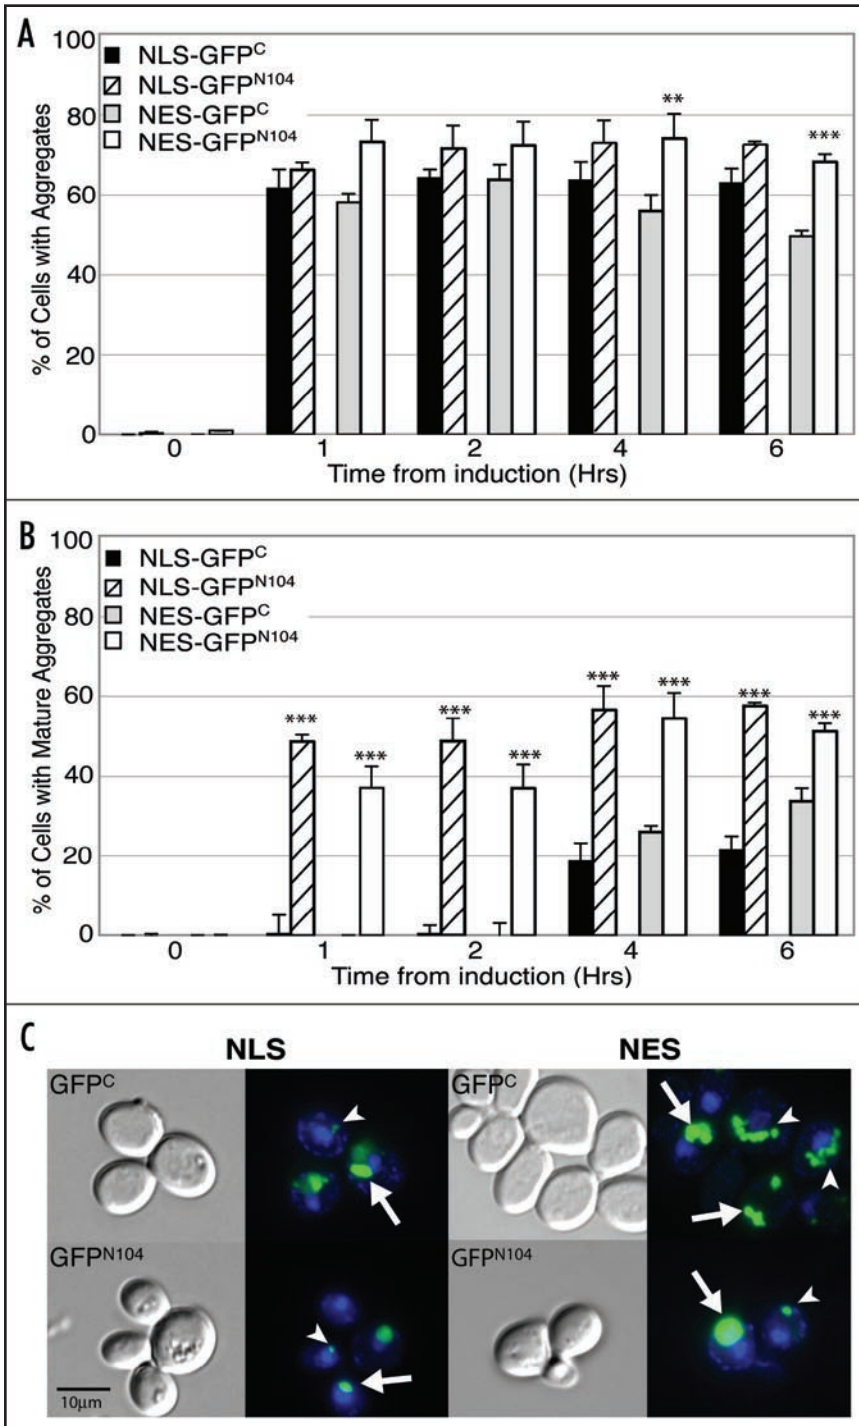 A
% of Cells with Aggregates
100
80
60
40
20
0
NLS-GFPC
NLS-GFPN104
NES-GFPC
NES-GFPN104
**
***
0 1 2 4 6
Time from induction (Hrs)
B
% of Cells with Mature Aggregates
100
80
60
40
20
0
NLS-GFPC
NLS-GFPN104
NES-GFPC
NES-GFPN104
*** *** *** *** *** *** *** ***
0 1 2 4 6
Time from induction (Hrs)
C
NLS NES
GFPC GFPC
GFPN104 GFPN104
10μm